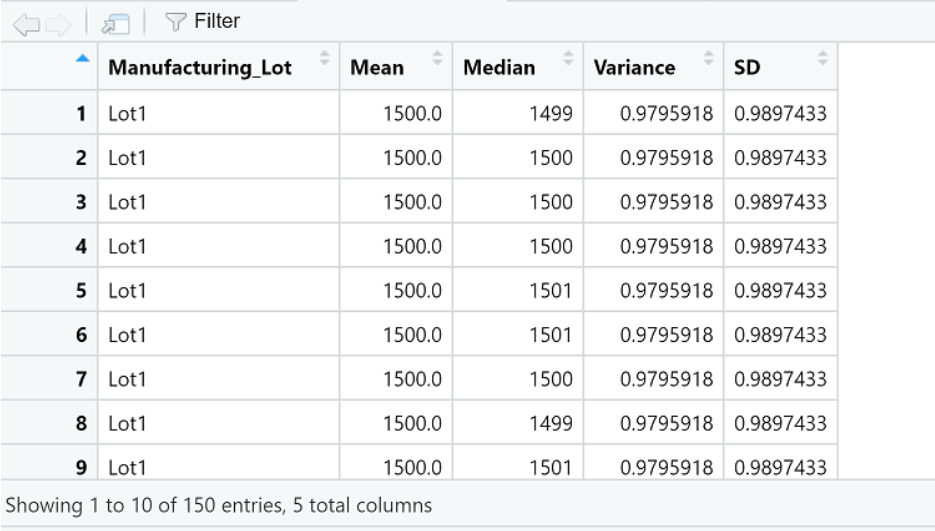 Filter
Manufacturing_Lot Mean Median Variance SD
1 Lot1 1500.0 1499 0.9795918 0.9897433
2 Lot1 1500.0 1500 0.9795918 0.9897433
3 Lot1 1500.0 1500 0.9795918 0.9897433
4 Lot1 1500.0 1500 0.9795918 0.9897433
5 Lot1 1500.0 1501 0.9795918 0.9897433
6 Lot1 1500.0 1501 0.9795918 0.9897433
7 Lot1 1500.0 1500 0.9795918 0.9897433
8 Lot1 1500.0 1499 0.9795918 0.9897433
9 Lot1 1500.0 1501 0.9795918 0.9897433
Showing 1 to 10 of 150 entries, 5 total columns